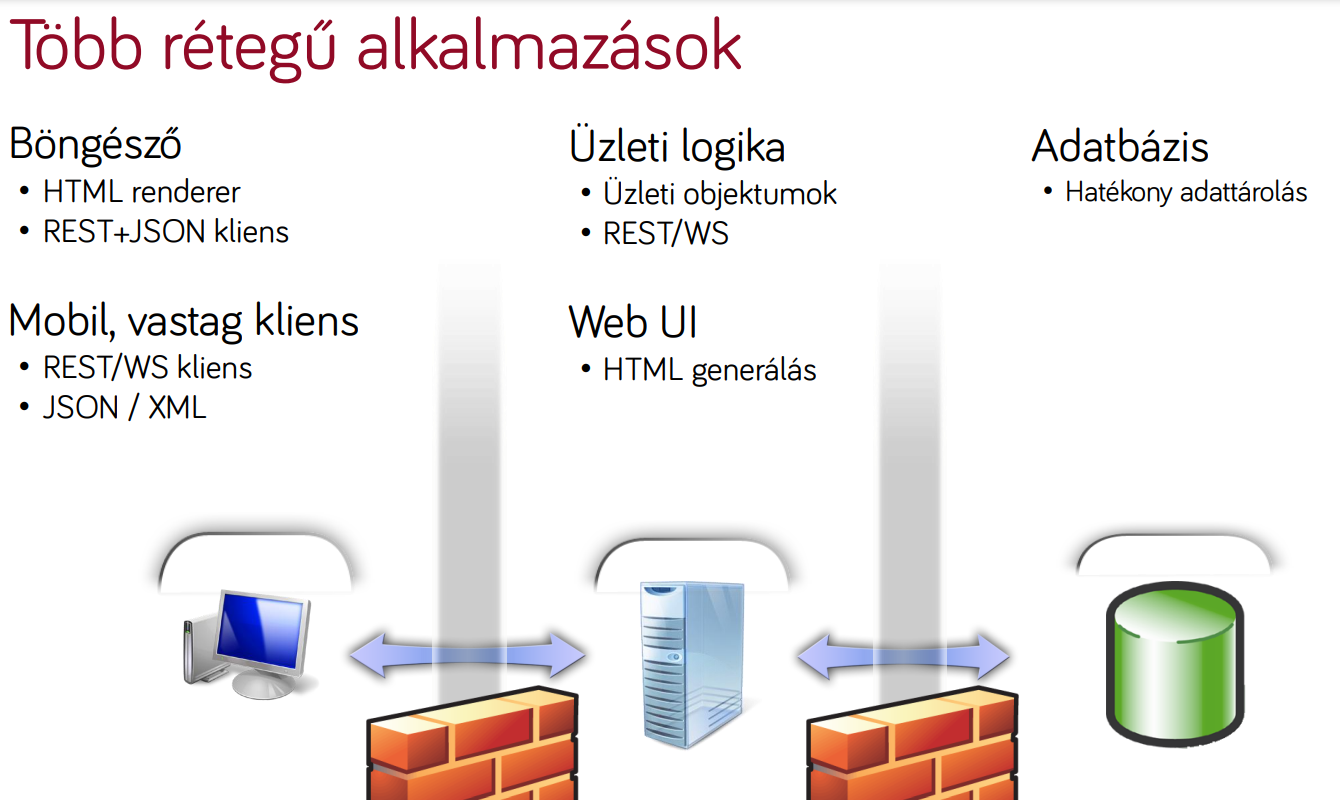 Több rétegű alkalmazások
Böngésző
• HTML renderer
• REST+JSON kliens
Mobil, vastag kliens
• REST/WS kliens
• JSON / XML
Üzleti logika
• Üzleti objektumok
• REST/WS
Web UI
• HTML generálás
Adatbázis
• Hatékony adattárolás